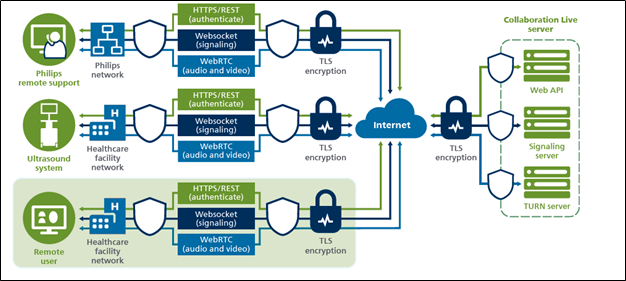 Philips
remote support
Philips
network
HTTPS/REST
(authenticate)
Websocket
(signaling)
WebRTC
(audio and video)
TLS
encryption
Ultrasound
system
H
Healthcare
facility
network
HTTPS/REST
(authenticate)
Websocket
(signaling)
WebRTC
(audio and video)
TLS
encryption
Remote
user
H
Healthcare
facility
network
HTTPS/REST
(authenticate)
Websocket
(signaling)
WebRTC
(audio and video)
TLS
encryption
Internet
TLS
encryption
Collaboration Live
server
Web API
Signaling
server
TURN server